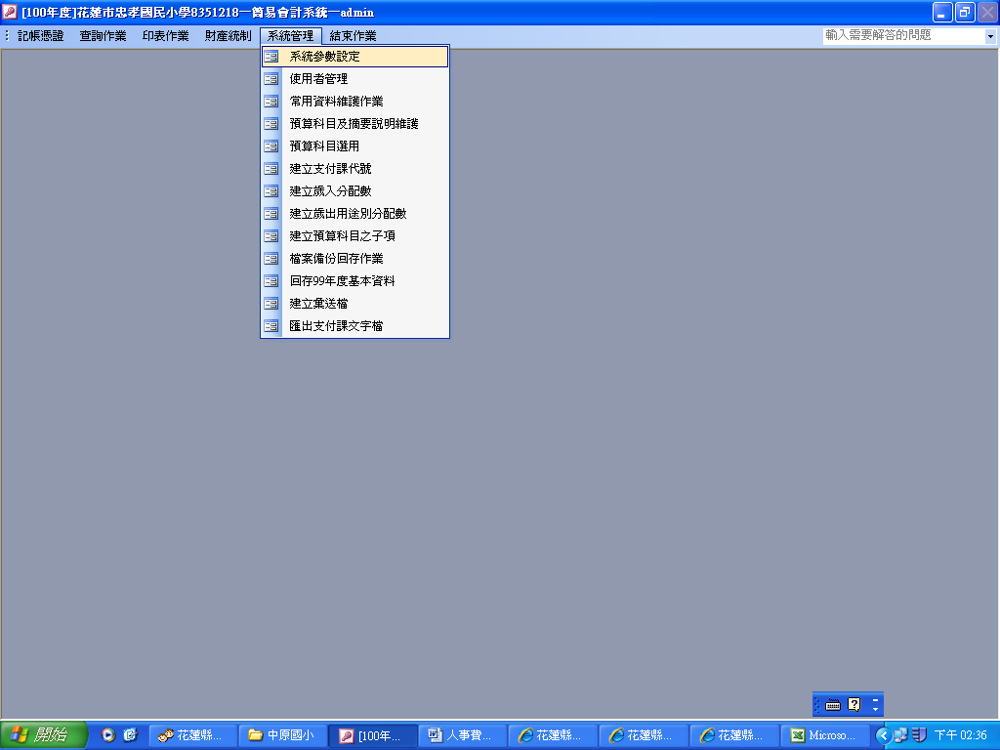 [100年度]花蓮市忠孝國民小學8351218一簡易會計系統一admin
記帳憑證 查詢作業 印表作業 財產統制 系統管理 結束作業 輸入需要解答的問題
系統參數設定
使用者管理
常用資料維護作業
預算科目及摘要說明維護
預算科目選用
建立支付課代號
建立歲入分配數
建立歲出用途別分配數
建立預算科目之子項
檔案備份回存作業
回存99年度基本資料
建立彙送檔
匯出支付課文字檔
開始 花蓮縣... 中原國小 [100年... 人事費... 花蓮縣... 花蓮縣... 花蓮縣... Microso... 下午 02:36